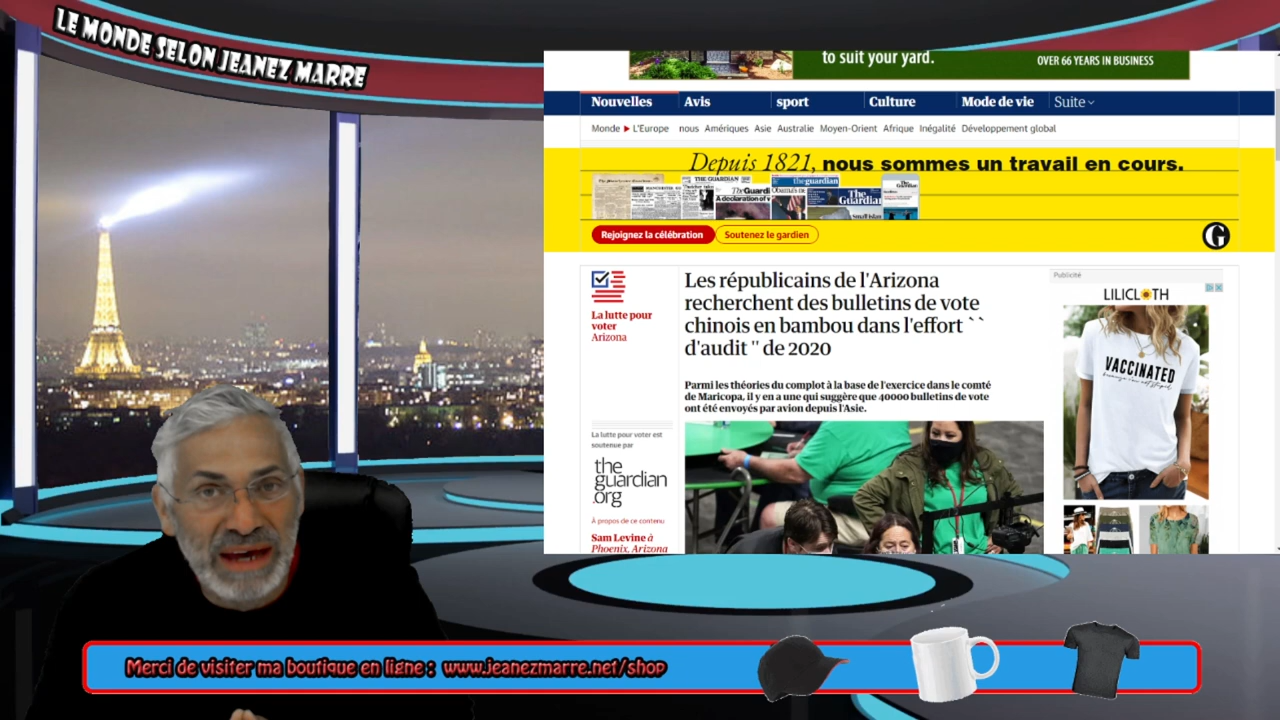 LE MONDE SELON JEANEZ MARRE
to suit your yard.
OVER 66 YEARS IN BUSINESS
Nouvelles Avis sport Culture Mode de vie Suite
Monde L'Europe nous Amériques Asie Australie Moyen-Orient Afrique Inégalité Développement global
Depuis 1821, nous sommes un travail en cours.
THE GUARDIAN
theguardian
The Guardian
Rejoignez la célébration
Soutenez le gardien
G
La lutte pour
voter
Arizona
Les républicains de l'Arizona
recherchent des bulletins de vote
chinois en bambou dans l'effort ``
d'audit '' de 2020
Parmi les théories du complot à la base de l'exercice dans le comté
de Maricopa, il y en a une qui suggère que 40000 bulletins de vote
ont été envoyés par avion depuis l'Asie.
La lutte pour voter est
soutenue par
the
guardian
.org
À propos de ce contenu
Sam Levine à
Phoenix, Arizona
Publicité
LILICLOTH
VACCINATED
Merci de visiter ma boutique en ligne : www.jeanezmarre.net/shop